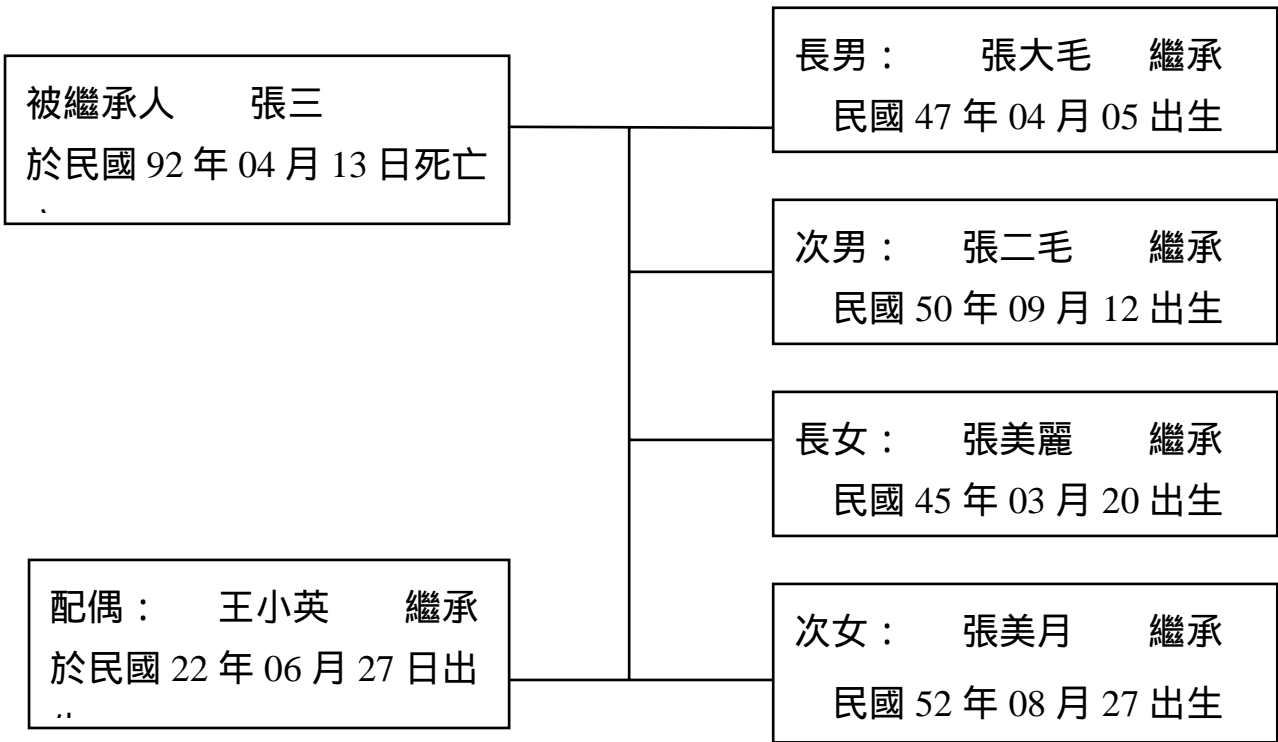 被繼承人 張三
於民國 92 年 04 月 13 日死亡
配偶： 王小英 繼承
於民國 22 年 06 月 27 日出
長男： 張大毛 繼承
民國 47 年 04 月 05 出生
次男： 張二毛 繼承
民國 50 年 09 月 12 出生
長女： 張美麗 繼承
民國 45 年 03 月 20 出生
次女： 張美月 繼承
民國 52 年 08 月 27 出生